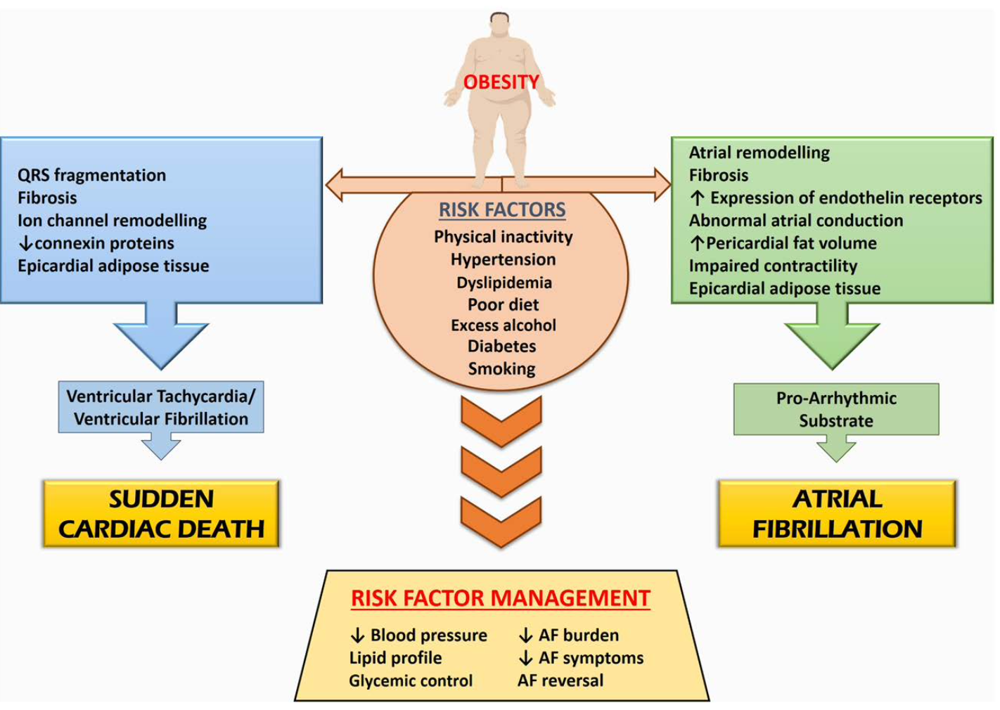 OBESITY
QRS fragmentation
Fibrosis
Ion channel remodelling
↓connexin proteins
Epicardial adipose tissue
Ventricular Tachycardia/
Ventricular Fibrillation
SUDDEN
CARDIAC DEATH
RISK FACTORS
Physical inactivity
Hypertension
Dyslipidemia
Poor diet
Excess alcohol
Diabetes
Smoking
Atrial remodelling
Fibrosis
↑ Expression of endothelin receptors
Abnormal atrial conduction
↑Pericardial fat volume
Impaired contractility
Epicardial adipose tissue
Pro-Arrhythmic
Substrate
ATRIAL
FIBRILLATION
RISK FACTOR MANAGEMENT
↓ Blood pressure
Lipid profile
Glycemic control
↓ AF burden
↓ AF symptoms
AF reversal